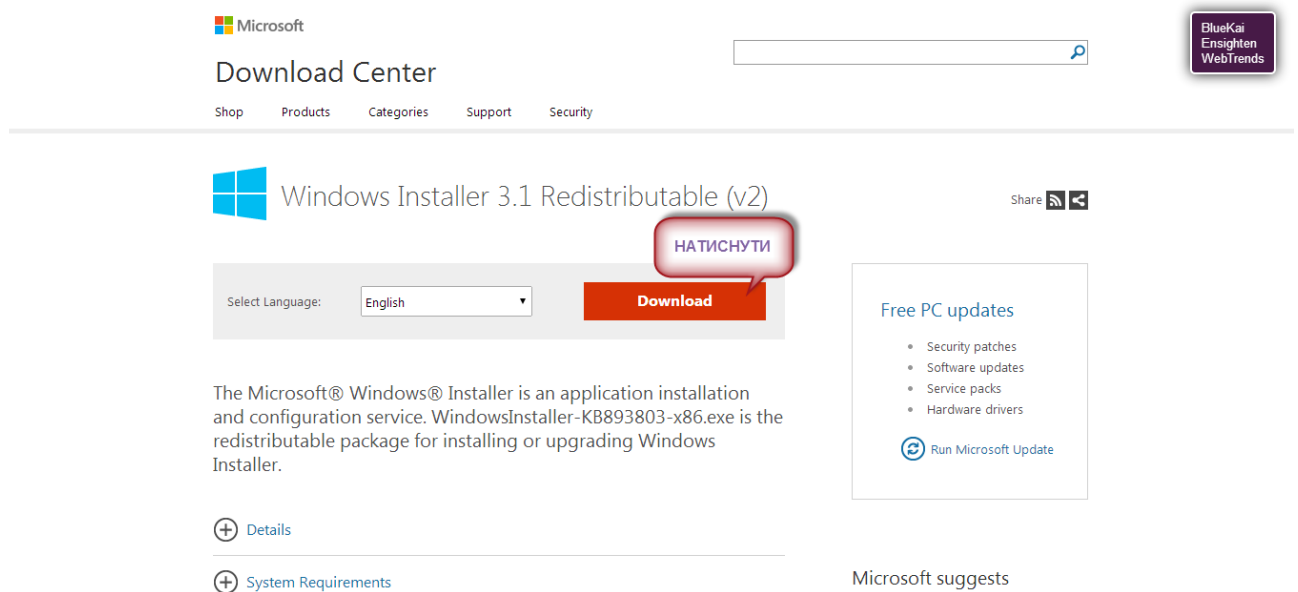 Microsoft
BlueKai
Ensighten
WebTrends
Download Center
Shop Products Categories Support Security
Windows Installer 3.1 Redistributable (v2)
Share
НАТИСНУТИ
Select Language: English Download
The Microsoft® Windows® Installer is an application installation
and configuration service. WindowsInstaller-KB893803-x86.exe is the
redistributable package for installing or upgrading Windows
Installer.
Details
System Requirements
Free PC updates
Security patches
Software updates
Service packs
Hardware drivers
Run Microsoft Update
Microsoft suggests